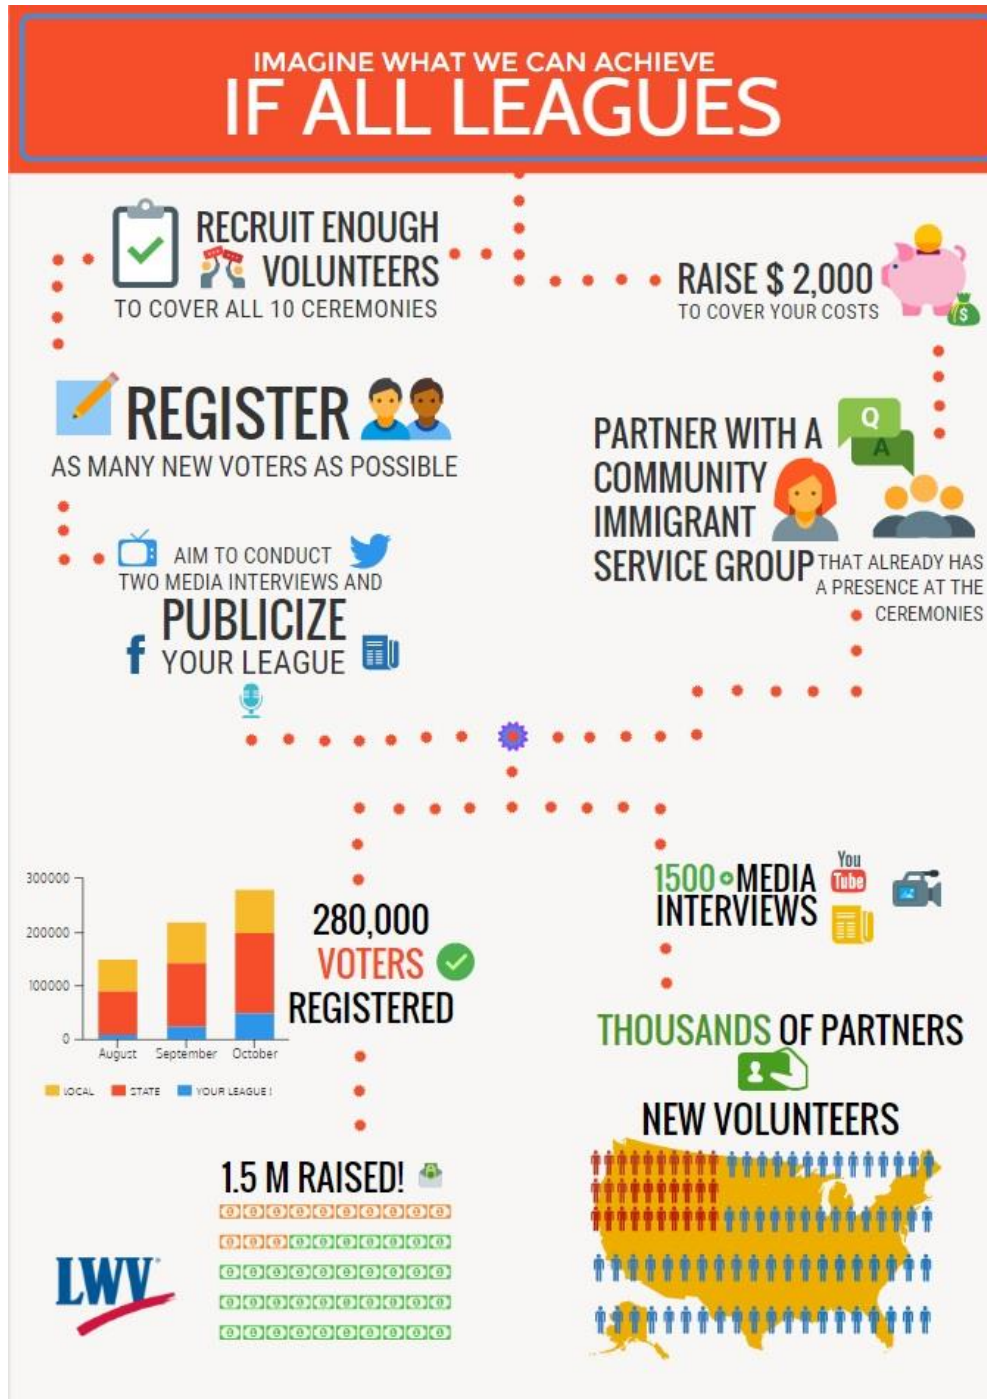 IMAGINE WHAT WE CAN ACHIEVE
IF ALL LEAGUES
RECRUIT ENOUGH
VOLUNTEERS
TO COVER ALL 10 CEREMONIES
RAISE $ 2,000
TO COVER YOUR COSTS
$
REGISTER
AS MANY NEW VOTERS AS POSSIBLE
Q
A
PARTNER WITH A
COMMUNITY
IMMIGRANT
SERVICE GROUP THAT ALREADY HAS
A PRESENCE AT THE
CEREMONIES
AIM TO CONDUCT
TWO MEDIA INTERVIEWS AND
PUBLICIZE
f YOUR LEAGUE
300000
200000
100000
0
August September October
LOCAL STATE YOUR LEAGUE !
280,000
VOTERS
REGISTERED
1500+ MEDIA
INTERVIEWS
You
Tube
THOUSANDS OF PARTNERS
NEW VOLUNTEERS
1.5 M RAISED!
LWV